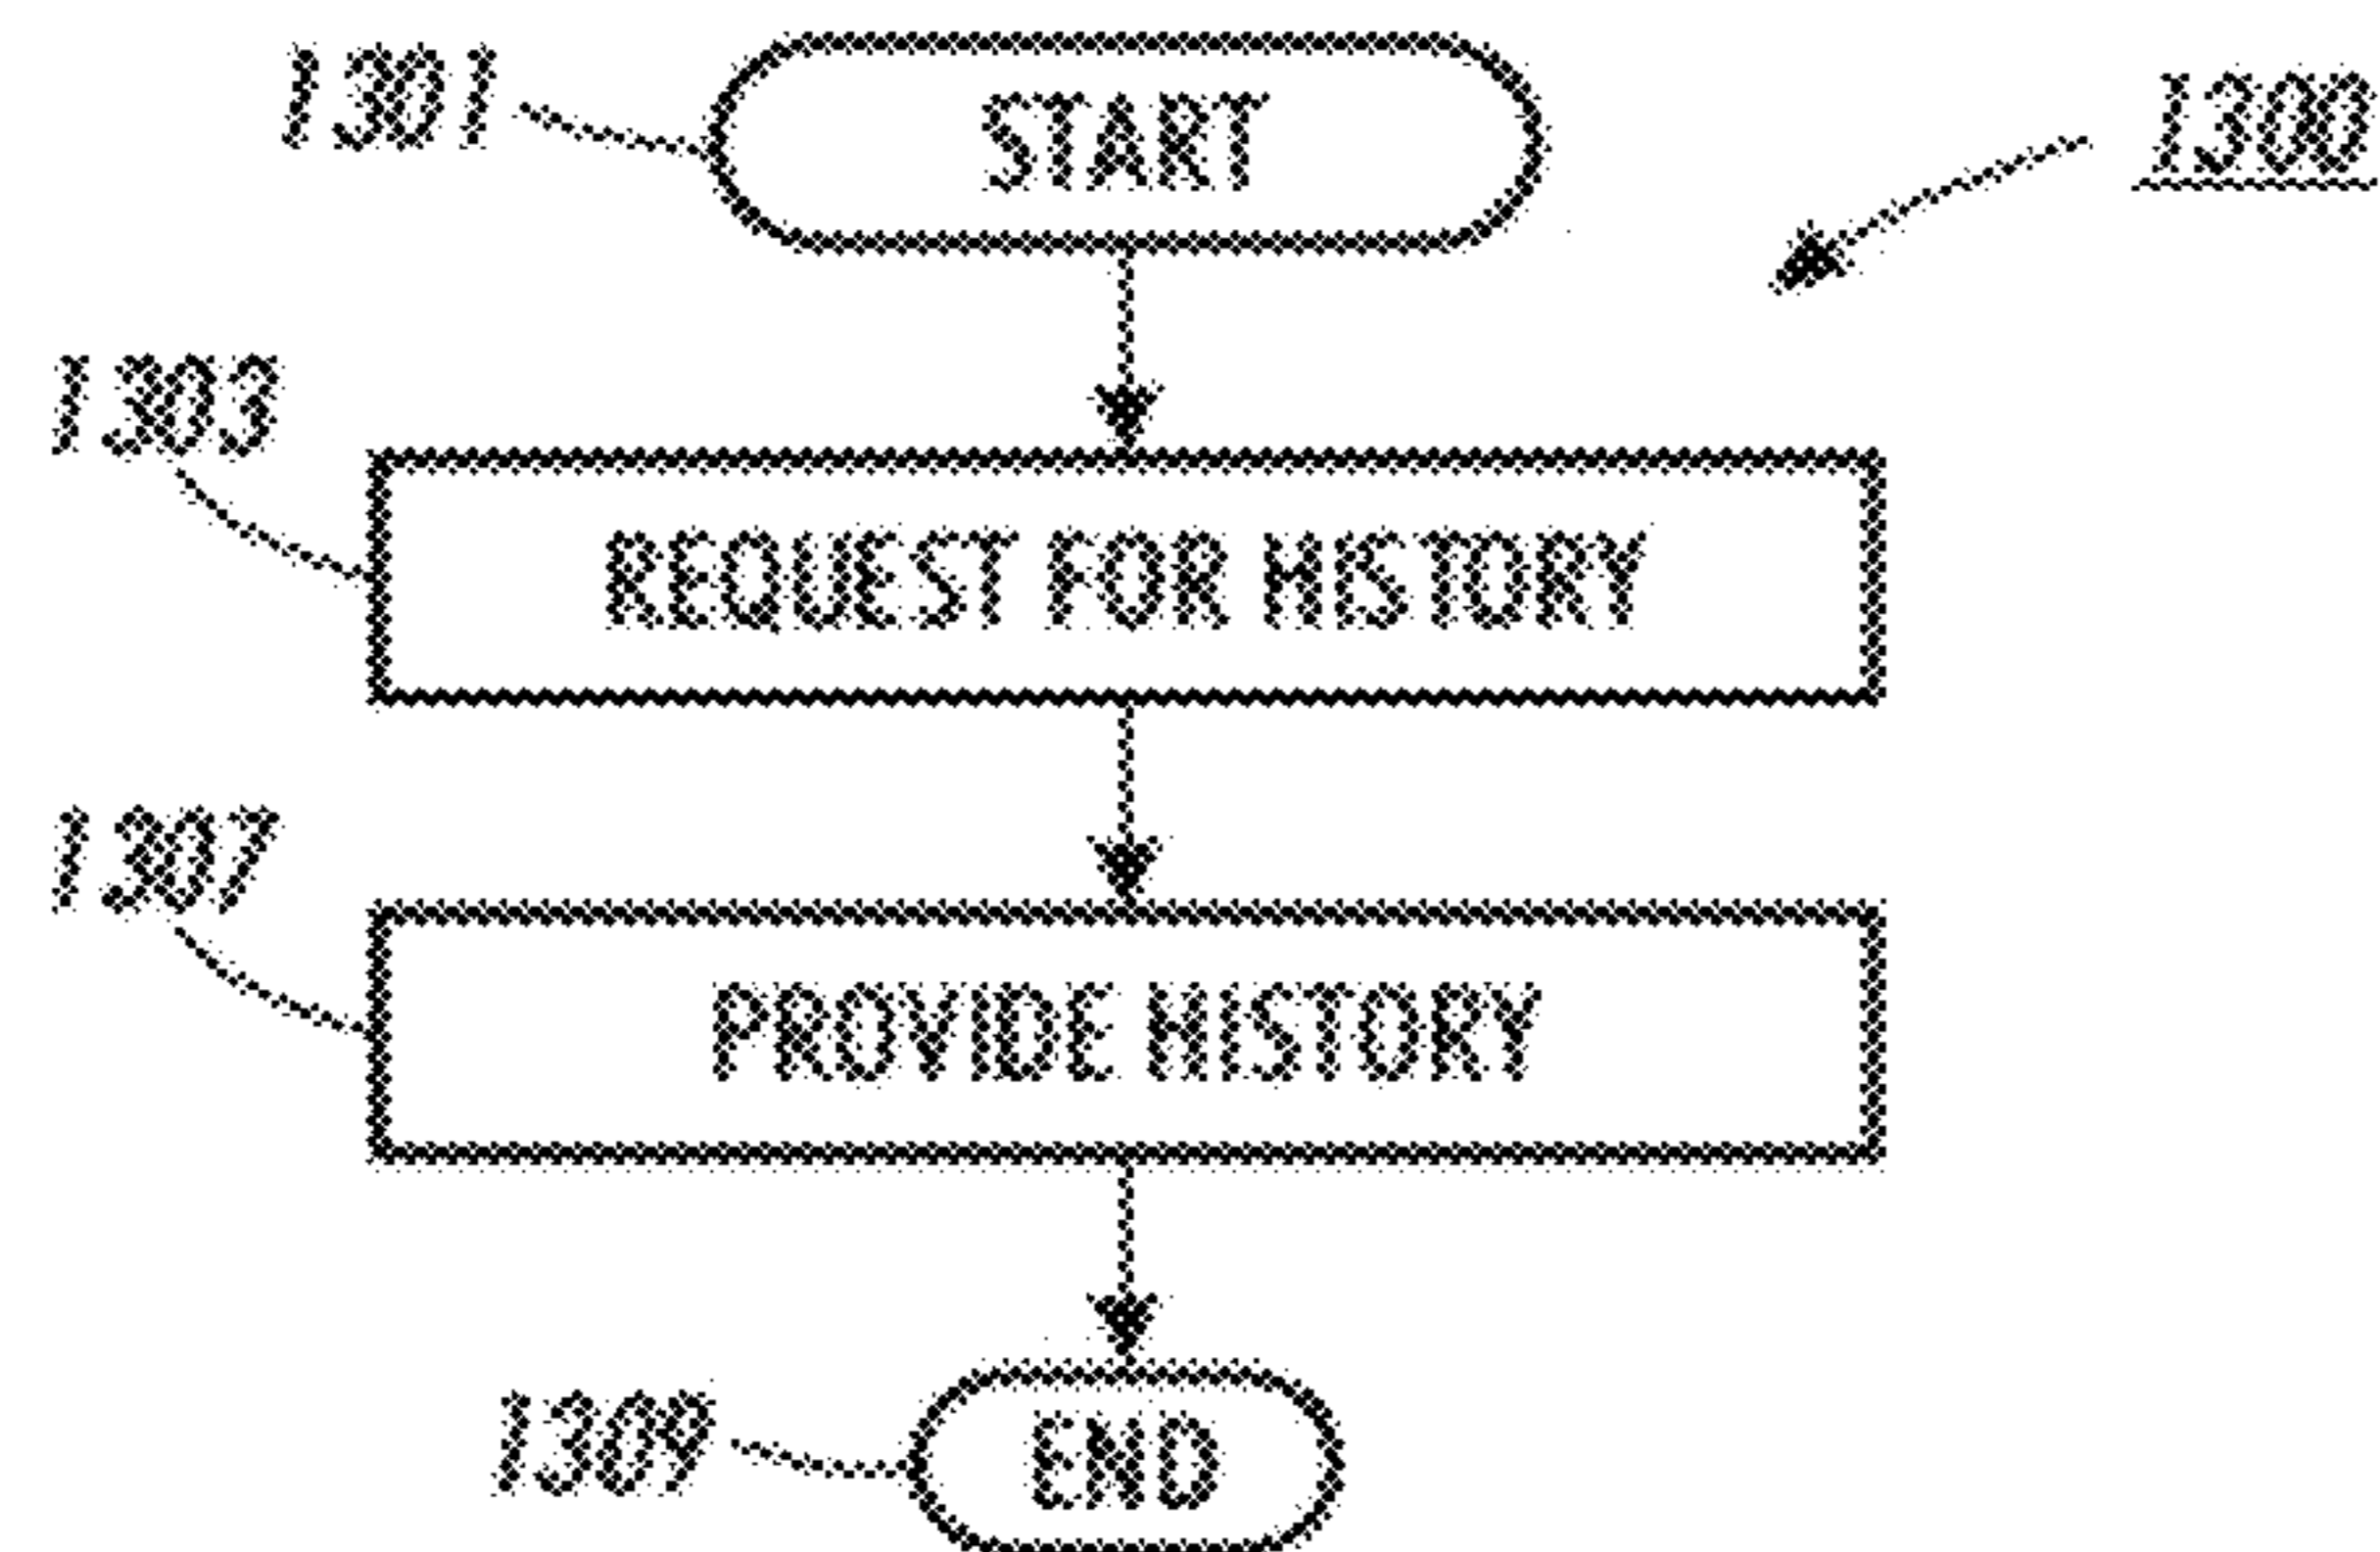 1301
START
1300
1303
REQUEST FOR HISTORY
1307
PROVIDE HISTORY
1309
END